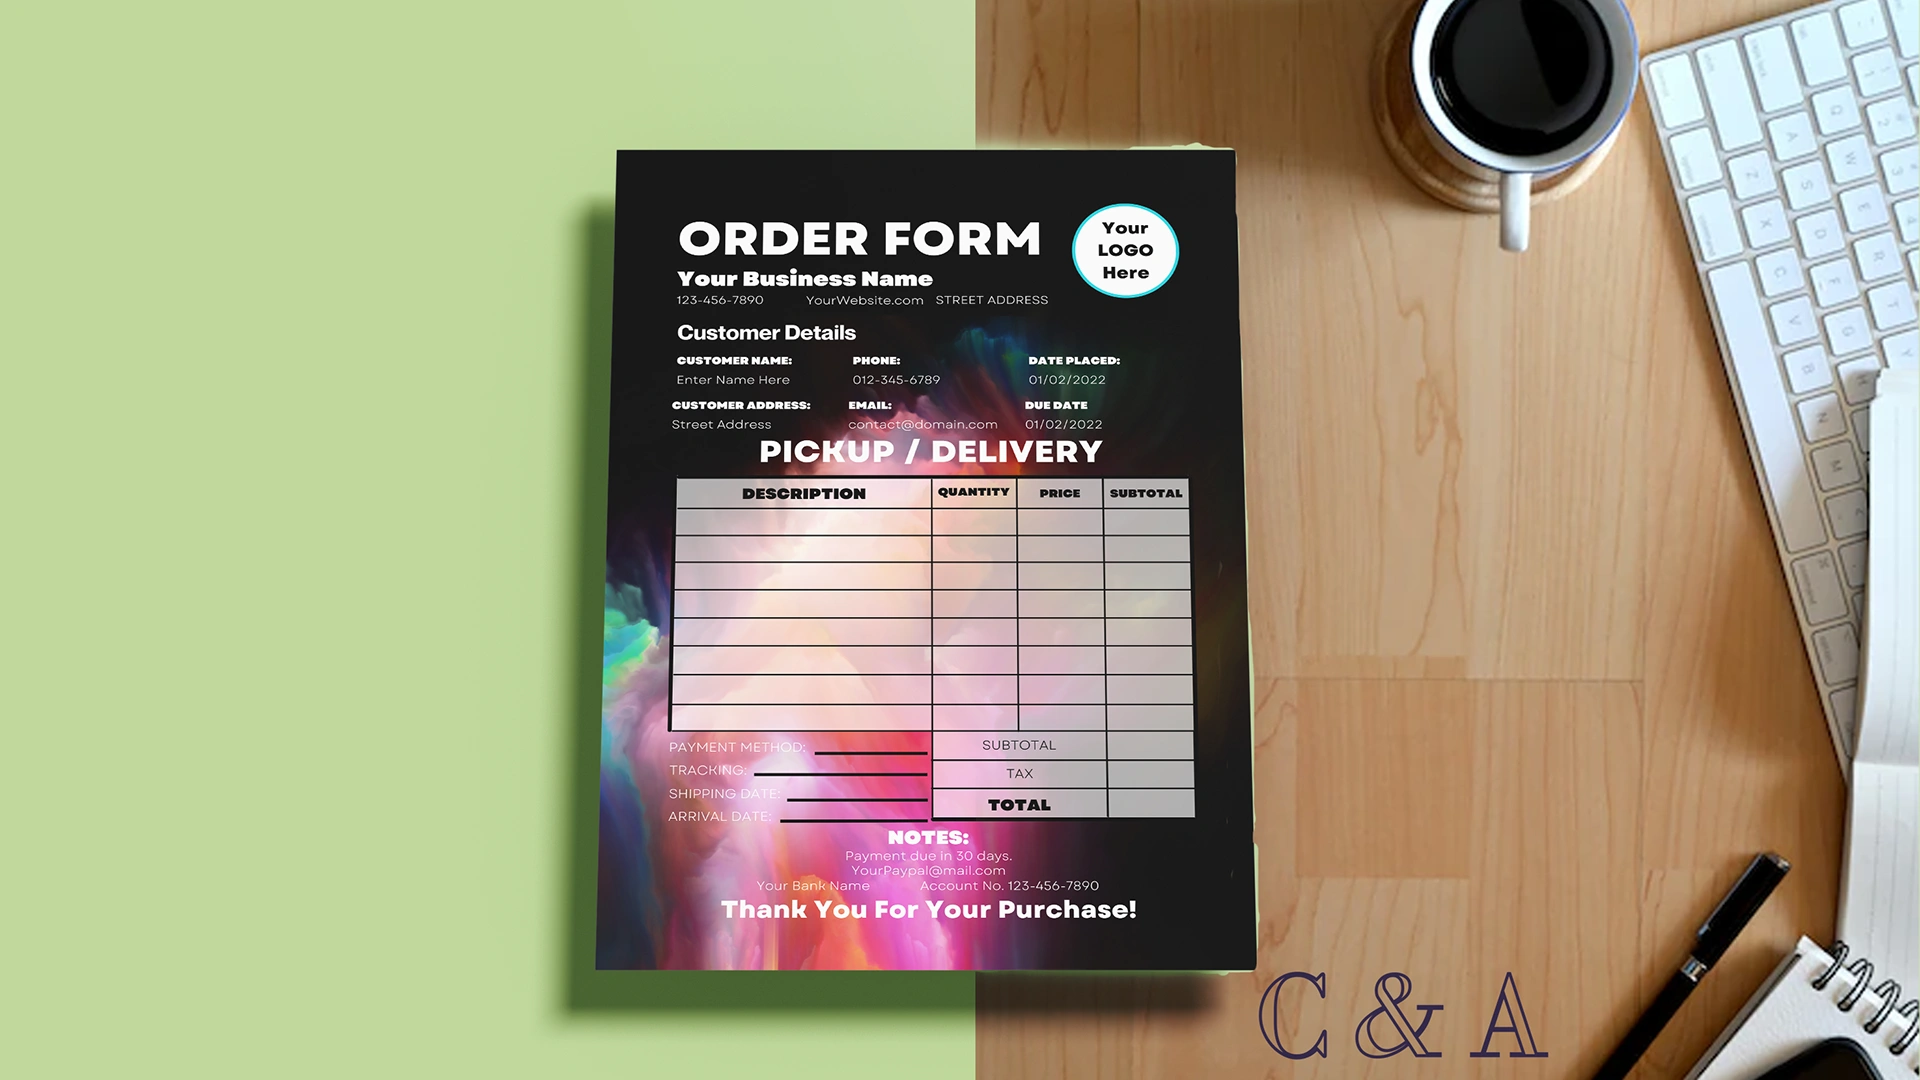 ORDER FORM
Your
LOGO
Here
Your Business Name
123-456-7890 YourWebsite.com STREET ADDRESS
Customer Details
CUSTOMER NAME: PHONE: DATE PLACED:
Enter Name Here 012-345-6789 01/02/2022
CUSTOMER ADDRESS: EMAIL: DUE DATE
Street Address contact@domain.com 01/02/2022
PICKUP / DELIVERY
DESCRIPTION QUANTITY PRICE SUBTOTAL
PAYMENT METHOD:
TRACKING:
SHIPPING DATE:
ARRIVAL DATE:
SUBTOTAL
TAX
TOTAL
NOTES:
Payment due in 30 days.
YourPaypal@mail.com
Your Bank Name Account No. 123-456-7890
Thank You For Your Purchase!
C & A